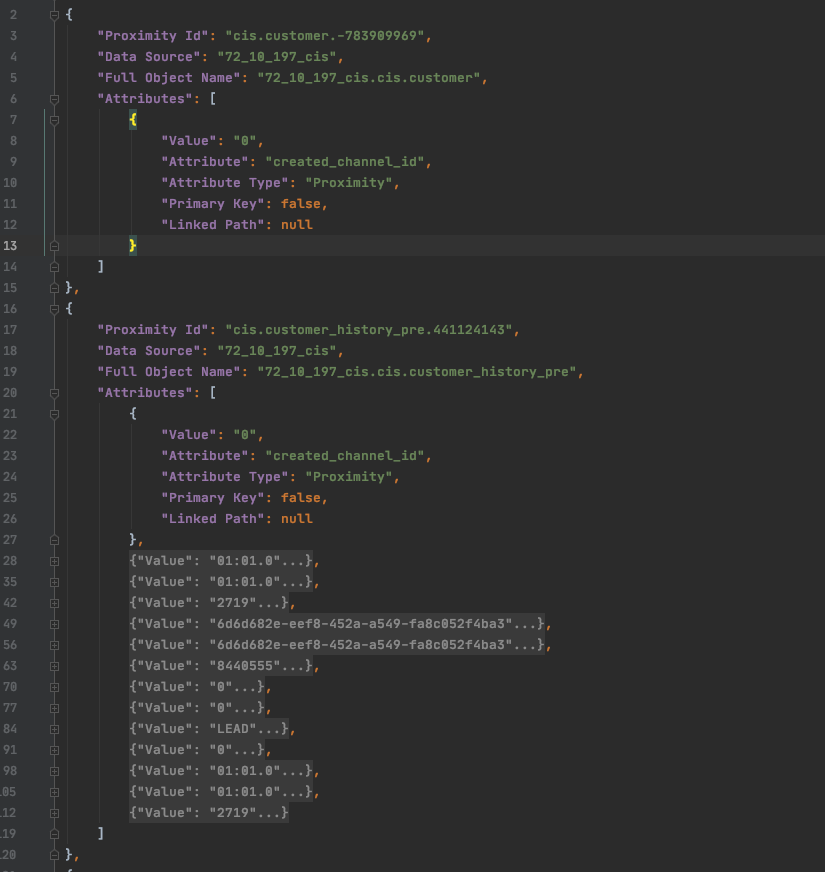 2 {
3 "Proximity Id": "cis.customer.-783909969",
4 "Data Source": "72_10_197_cis",
5 "Full Object Name": "72_10_197_cis.cis.customer",
6 "Attributes": [
7 {
8 "Value": "0",
9 "Attribute": "created_channel_id",
10 "Attribute Type": "Proximity",
11 "Primary Key": false,
12 "Linked Path": null
13 }
14 ]
15 },
16 {
17 "Proximity Id": "cis.customer_history_pre.441124143",
18 "Data Source": "72_10_197_cis",
19 "Full Object Name": "72_10_197_cis.cis.customer_history_pre",
20 "Attributes": [
21 {
22 "Value": "0",
23 "Attribute": "created_channel_id",
24 "Attribute Type": "Proximity",
25 "Primary Key": false,
26 "Linked Path": null
27 },
28 {"Value": "01:01.0"...},
35 {"Value": "01:01.0"...},
42 {"Value": "2719"...},
49 {"Value": "6d6d682e-eef8-452a-a549-fa8c052f4ba3"...},
56 {"Value": "6d6d682e-eef8-452a-a549-fa8c052f4ba3"...},
63 {"Value": "8440555"...},
70 {"Value": "0"...},
77 {"Value": "0"...},
84 {"Value": "LEAD"...},
91 {"Value": "0"...},
98 {"Value": "01:01.0"...},
105 {"Value": "01:01.0"...},
112 {"Value": "2719"...}
119 ]
120 },